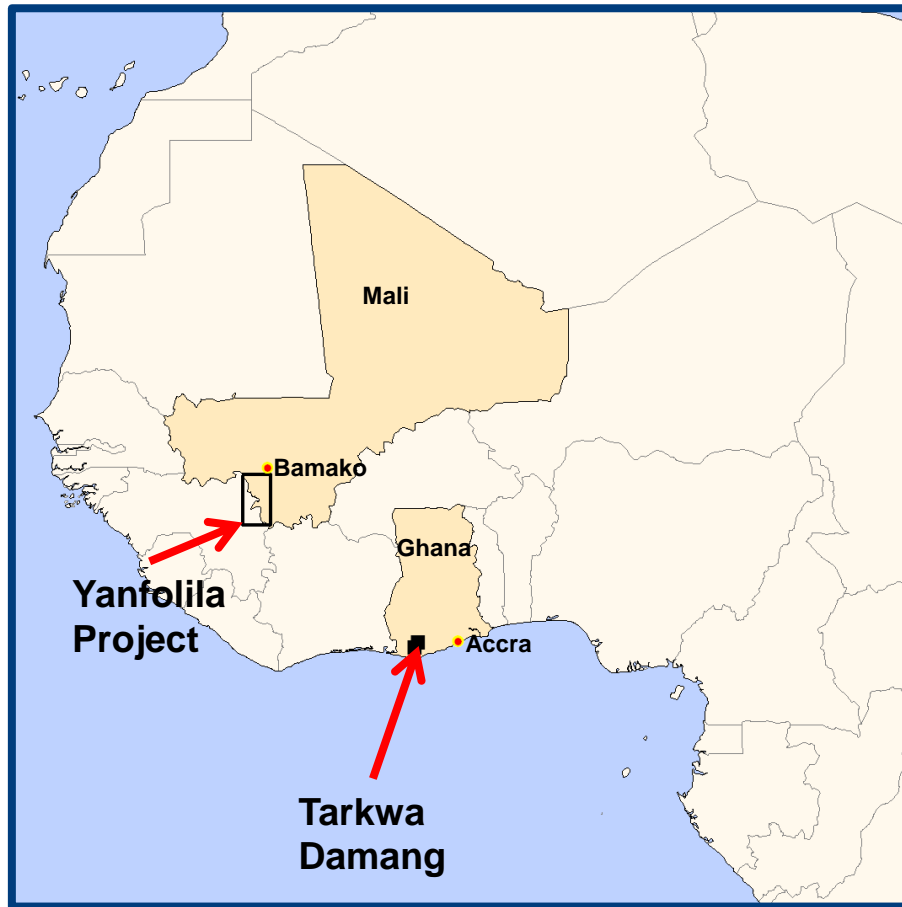 Mali
Bamako
Ghana
Yanfolila
Project
Accra
Tarkwa
Damang